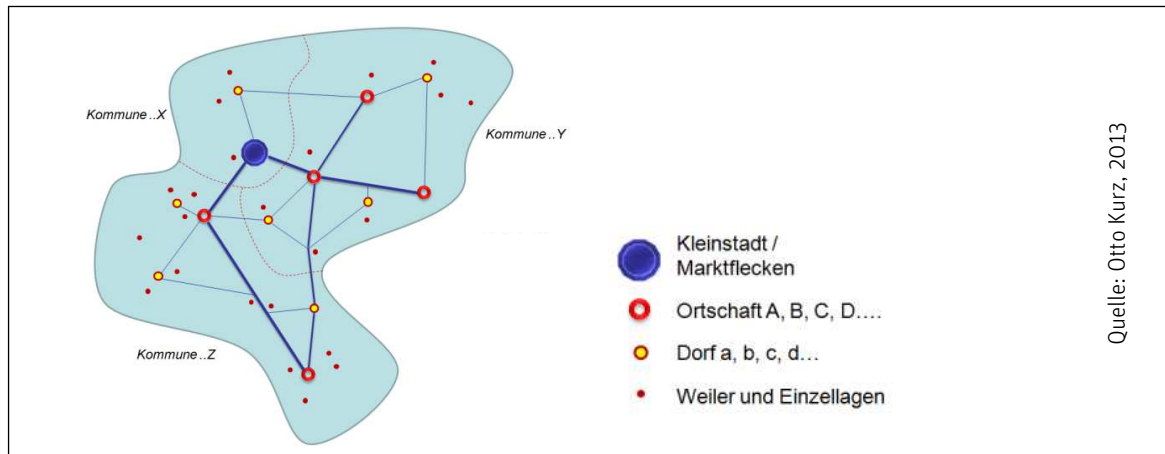 Kommune ..X
Kommune ..Y
Kommune ..Z
Kleinstadt /
Marktflecken
Ortschaft A, B, C, D....
Dorf a, b, c, d...
Weiler und Einzellagen
Quelle: Otto Kurz, 2013